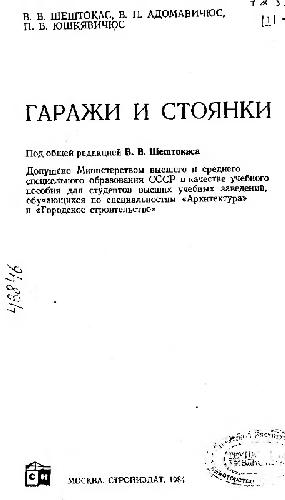 В. В. ШЕШТОКАС, В. П. АДОМАВИЧЮС,
П. В. ЮШКЯВИЧЮС
ГАРАЖИ И СТОЯНКИ
Под общей редакцией В. В. Шештокаса
Допущено Министерством высшего и среднего
специального образования СССР в качестве учебного
пособия для студентов высших учебных заведений,
обучающихся по специальностям «Архитектура»
и «Городское строительство»
МОСКВА СТРОЙИЗДАТ, 1984